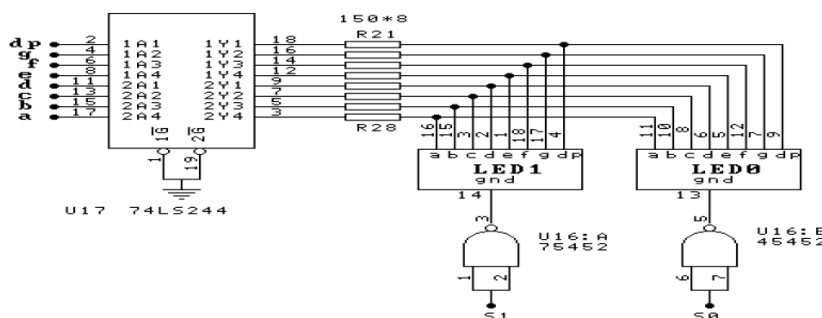 150*8
dp 2 1A1 1Y1 18 R21
g 4 1A2 1Y2 16
f 6 1A3 1Y3 14
e 8 1A4 1Y4 12
d 11 2A1 2Y1 9
c 13 2A2 2Y2 7
b 15 2A3 2Y3 5
a 17 2A4 2Y4 3
R28
1G 2G
1 19
U17 74LS244
16 15 3 2 1 18 17 4
a b c d e f g dp
LED1
gnd
14
3
U16:A
75452
1 2
S1
11 10 8 6 5 12 7 9
a b c d e f g dp
LED0
gnd
13
5
U16:B
45452
6 7
S0